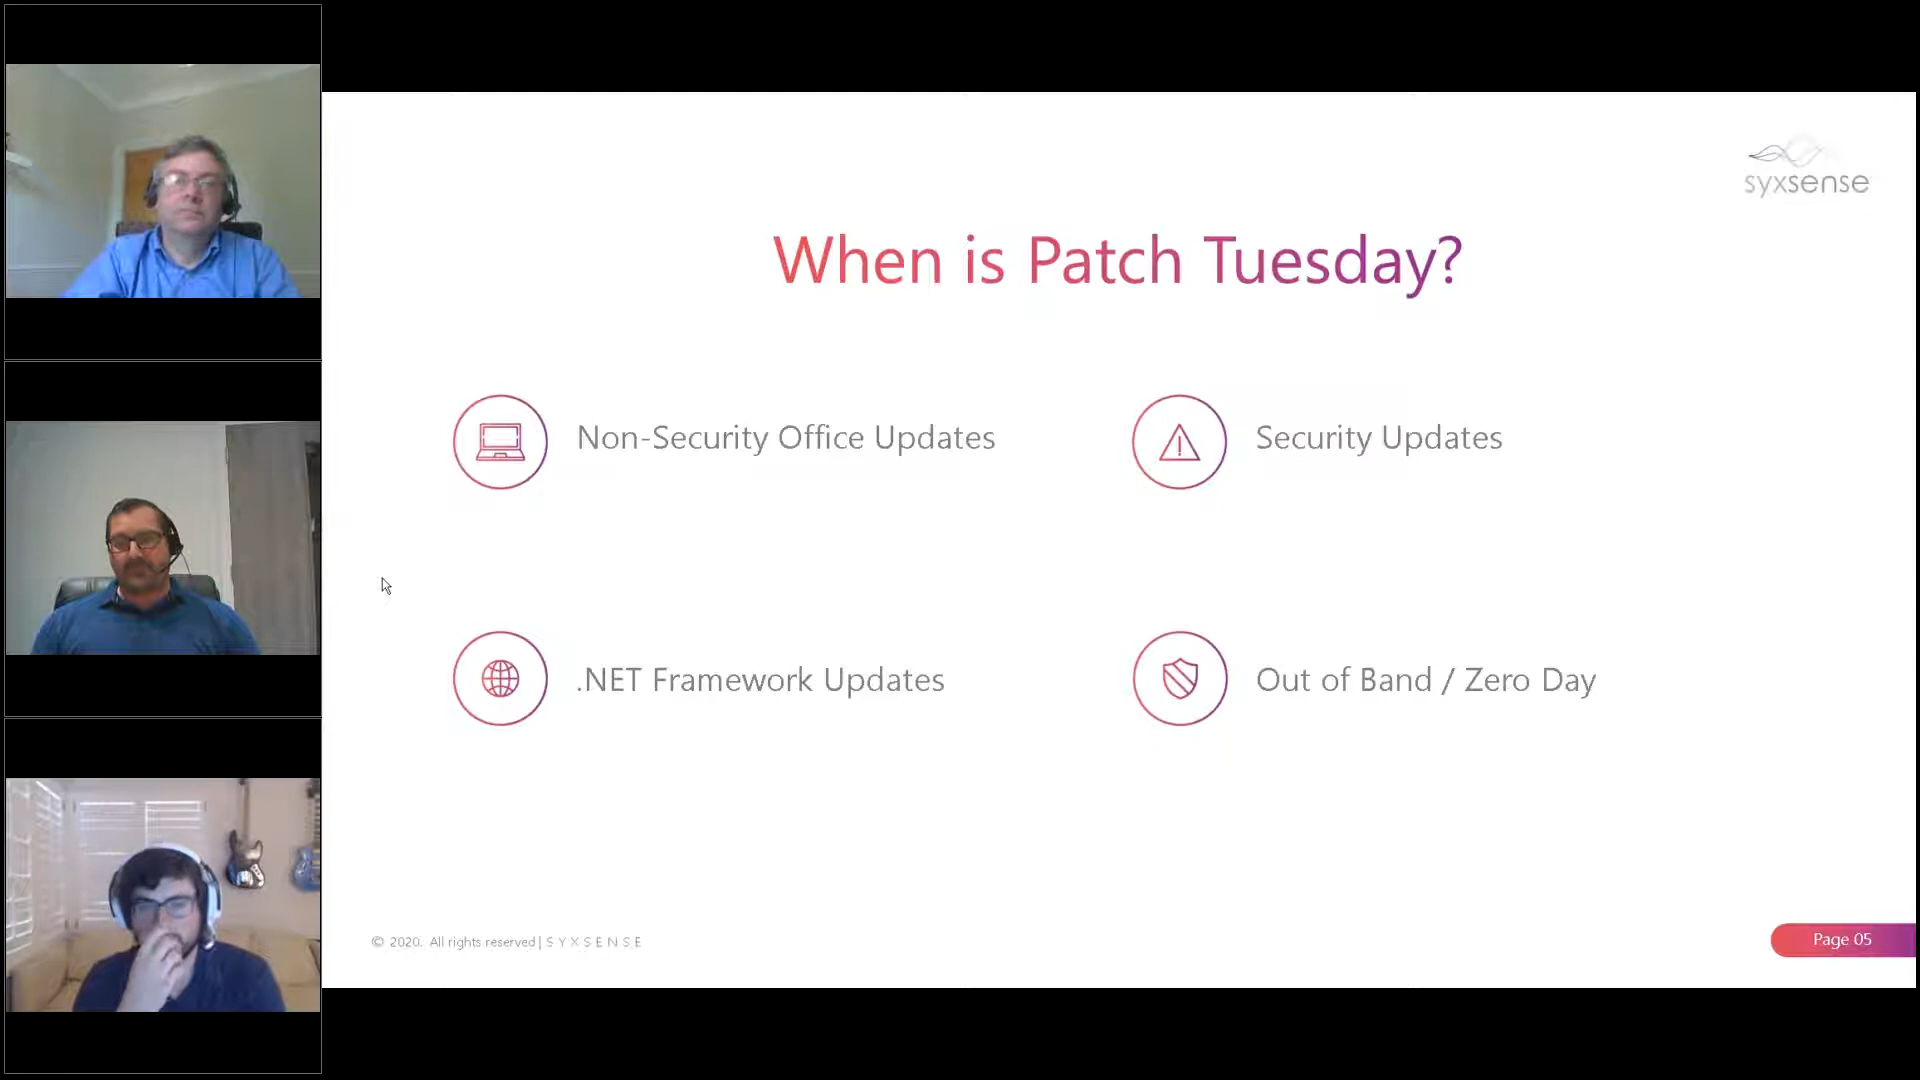 syxsense
When is Patch Tuesday?
Non-Security Office Updates
Security Updates
.NET Framework Updates
Out of Band / Zero Day
© 2020. All rights reserved| S Y X S E N S E
Page 05